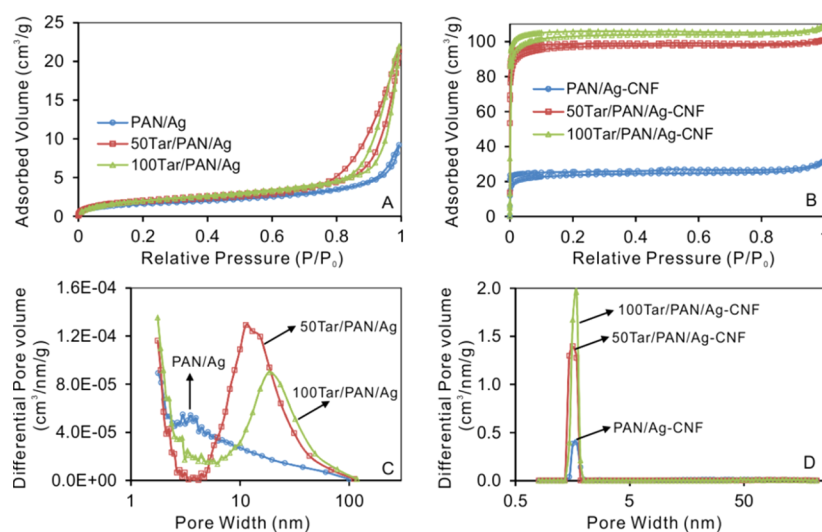 25
20
15
10
5
0
Adsorbed Volume (cm³/g)
PAN/Ag
50Tar/PAN/Ag
100Tar/PAN/Ag
A
0
0.2
0.4
0.6
0.8
1
Relative Pressure (P/P₀)
100
80
60
40
20
0
Adsorbed Volume (cm³/g)
PAN/Ag-CNF
50Tar/PAN/Ag-CNF
100Tar/PAN/Ag-CNF
B
0
0.2
0.4
0.6
0.8
1
Relative Pressure (P/P₀)
1.6E-04
1.2E-04
8.0E-05
4.0E-05
0.0E+00
Differential Pore volume
(cm³/nm/g)
50Tar/PAN/Ag
PAN/Ag
100Tar/PAN/Ag
C
1
10
100
Pore Width (nm)
2.0
1.5
1.0
0.5
0.0
Differential Pore Volume
(cm³/nm/g)
100Tar/PAN/Ag-CNF
50Tar/PAN/Ag-CNF
PAN/Ag-CNF
D
0.5
5
50
Pore Width (nm)